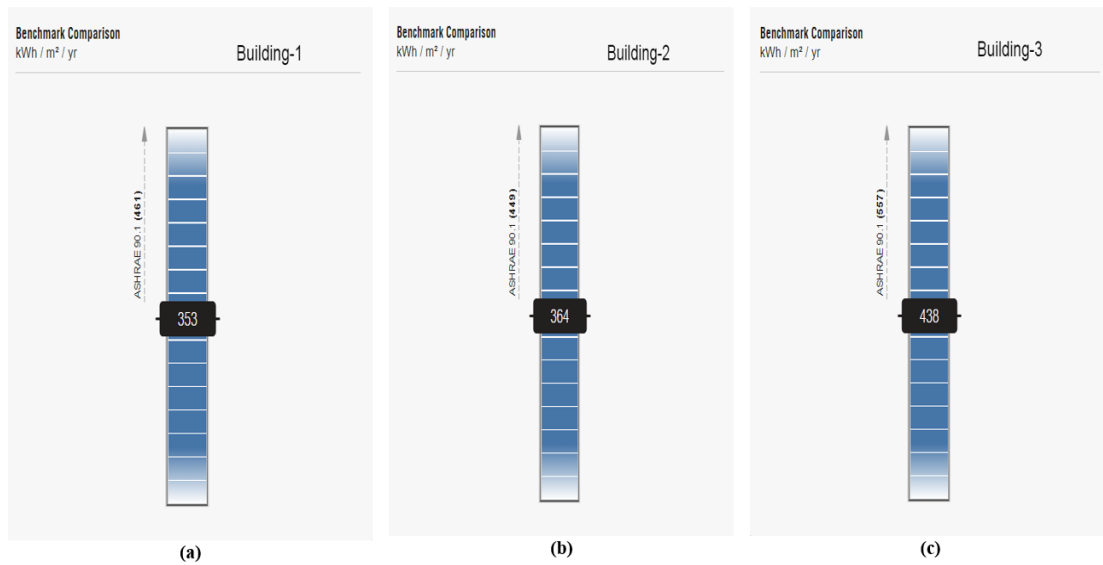 Benchmark Comparison
kWh / m² / yr
Building-1
ASHRAE 90.1 (461)
353
(a)
Benchmark Comparison
kWh / m² / yr
Building-2
ASHRAE 90.1 (449)
364
(b)
Benchmark Comparison
kWh / m² / yr
Building-3
ASHRAE 90.1 (557)
438
(c)